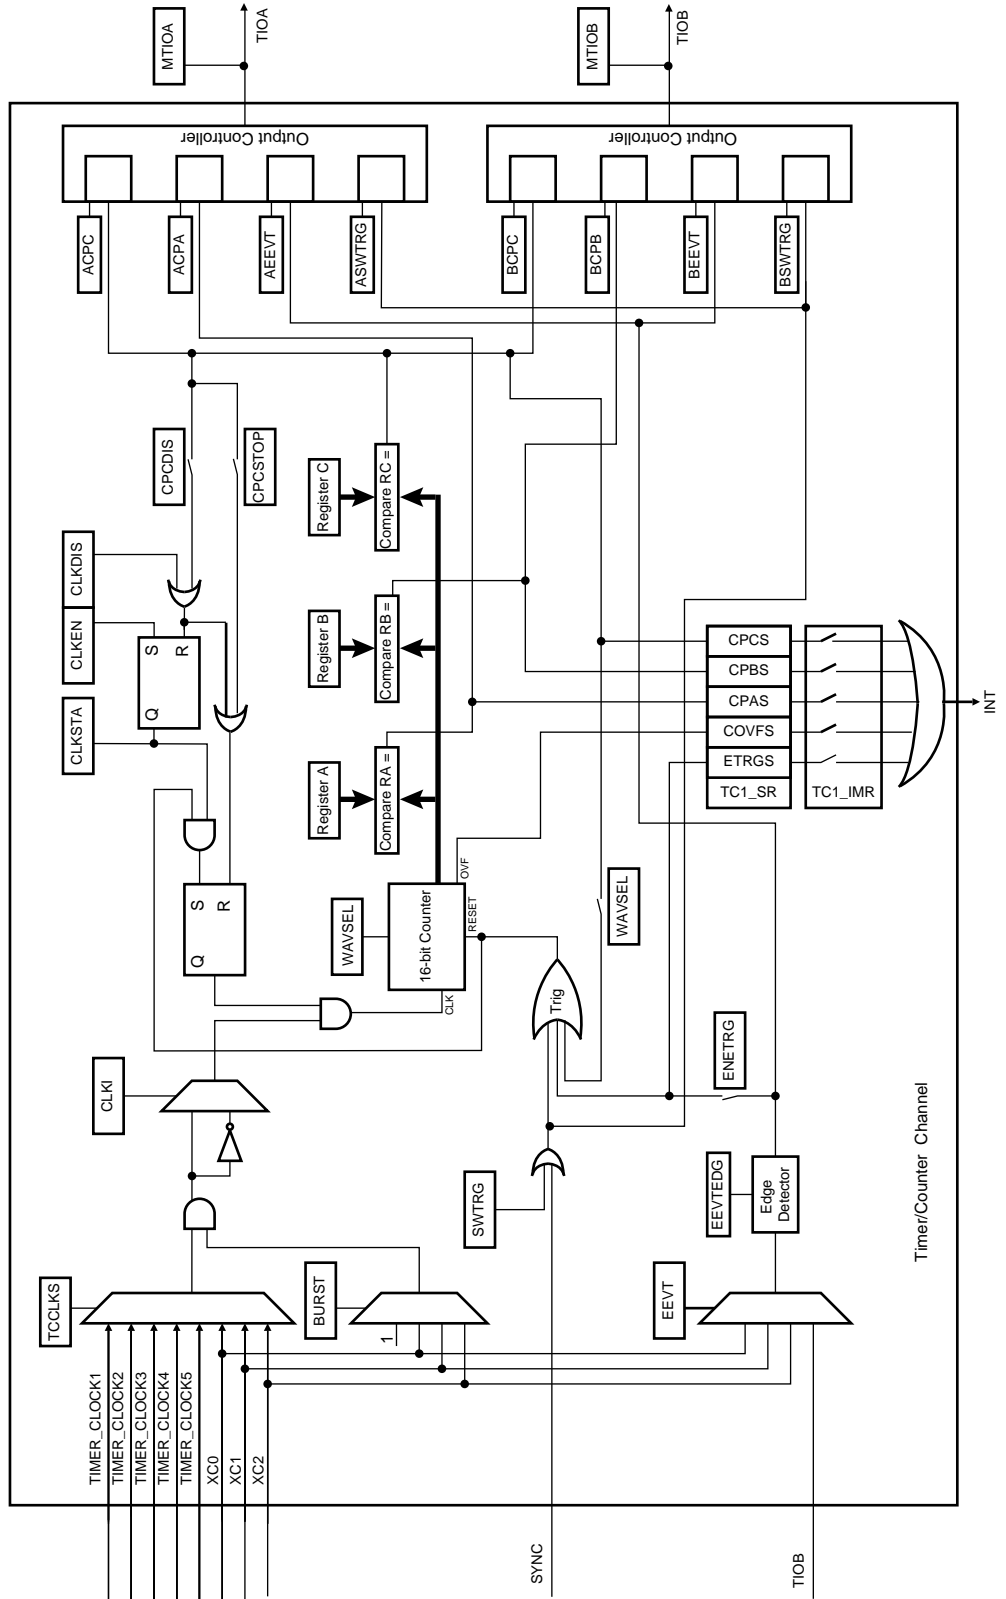 TIMER_CLOCK1
TIMER_CLOCK2
TIMER_CLOCK3
TIMER_CLOCK4
TIMER_CLOCK5
XC0
XC1
XC2
TCCLKS
CLKI
CLKSTA
CLKEN
CLKDIS
Q
S
R
Q
S
R
CPCDIS
CPCSTOP
BURST
1
WAVSEL
16-bit Counter
CLK
RESET
OVF
Register A
Register B
Register C
Compare RA =
Compare RB =
Compare RC =
ACPC
ACPA
AEEVT
ASWTRG
Output Controller
MTIOA
TIOA
SYNC
SWTRG
Trig
WAVSEL
BCPC
BCPB
BEEVT
BSWTRG
Output Controller
MTIOB
TIOB
TIOB
EEVT
EEVTEDG
Edge
Detector
ENETRG
CPCS
CPBS
CPAS
COVFS
ETRGS
TC1_SR
TC1_IMR
INT
Timer/Counter Channel